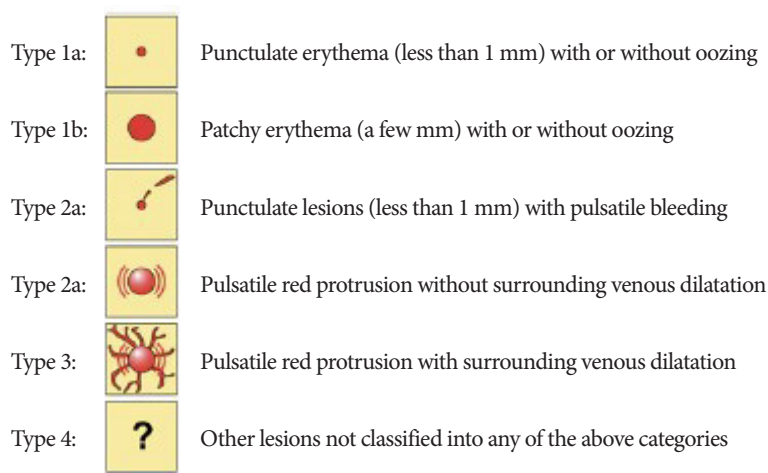 Type 1a: Punctulate erythema (less than 1 mm) with or without oozing
Type 1b: Patchy erythema (a few mm) with or without oozing
Type 2a: Punctulate lesions (less than 1 mm) with pulsatile bleeding
Type 2a: Pulsatile red protrusion without surrounding venous dilatation
Type 3: Pulsatile red protrusion with surrounding venous dilatation
Type 4: ? Other lesions not classified into any of the above categories